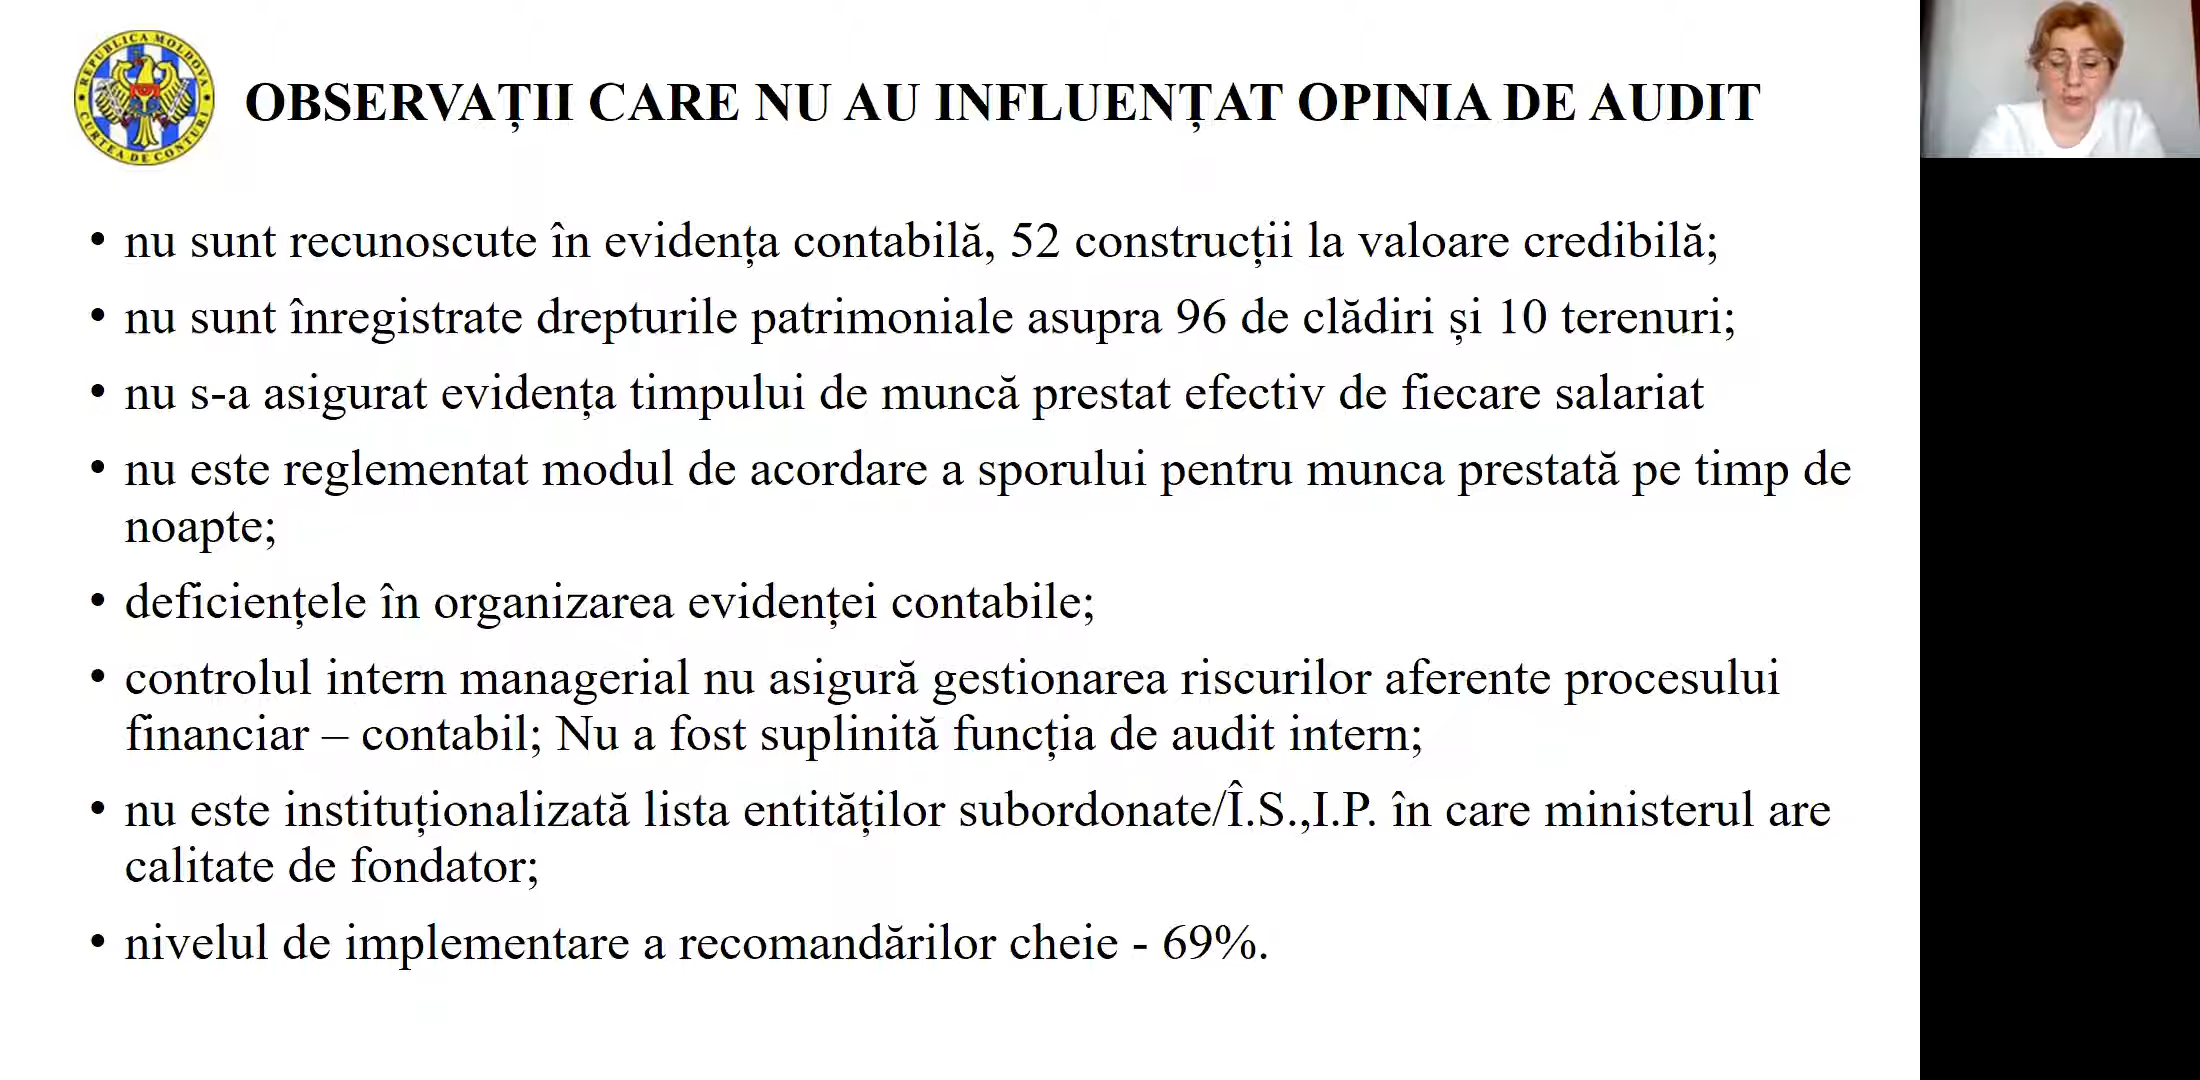 REPUBLICA MOLDOVA
CURTEA DE CONTURI
OBSERVAȚII CARE NU AU INFLUENȚAT OPINIA DE AUDIT
• nu sunt recunoscute în evidența contabilă, 52 construcții la valoare credibilă;
• nu sunt înregistrate drepturile patrimoniale asupra 96 de clădiri și 10 terenuri;
• nu s-a asigurat evidența timpului de muncă prestat efectiv de fiecare salariat
• nu este reglementat modul de acordare a sporului pentru munca prestată pe timp de
noapte;
• deficiențele în organizarea evidenței contabile;
• controlul intern managerial nu asigură gestionarea riscurilor aferente procesului
financiar – contabil; Nu a fost suplinită funcția de audit intern;
• nu este instituționalizată lista entităților subordonate/Î.S.,I.P. în care ministerul are
calitate de fondator;
• nivelul de implementare a recomandărilor cheie - 69%.